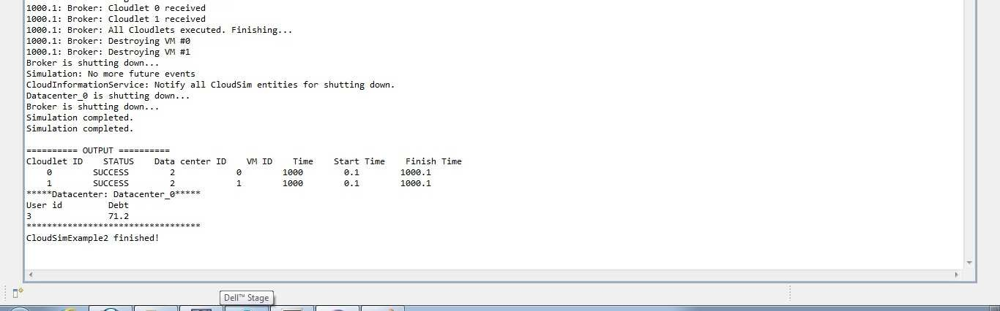 1000.1: Broker: Cloudlet 0 received
1000.1: Broker: Cloudlet 1 received
1000.1: Broker: All Cloudlets executed. Finishing...
1000.1: Broker: Destroying VM #0
1000.1: Broker: Destroying VM #1
Broker is shutting down...
Simulation: No more future events
CloudInformationService: Notify all CloudSim entities for shutting down.
Datacenter_0 is shutting down...
Broker is shutting down...
Simulation completed.
Simulation completed.
========== OUTPUT ==========
Cloudlet ID    STATUS    Data center ID    VM ID    Time    Start Time    Finish Time
0    SUCCESS    2    0    1000    0.1    1000.1
1    SUCCESS    2    1    1000    0.1    1000.1
*****Datacenter: Datacenter_0*****
User id    Debt
3    71.2
**********************************
CloudSimExample2 finished!
Dell™ Stage